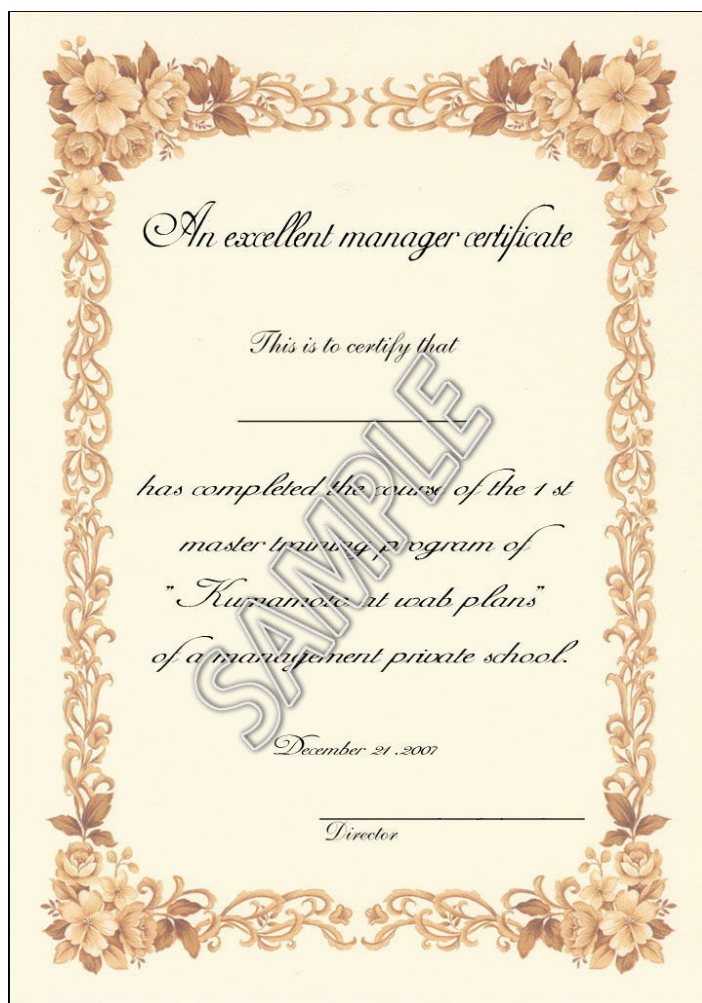 An excellent manager certificate
This is to certify that
has completed the course of the 1 st
master training program of
"Kumamoto at wab plans"
of a management private school.
SAMPLE
December 21 ,2007
Director